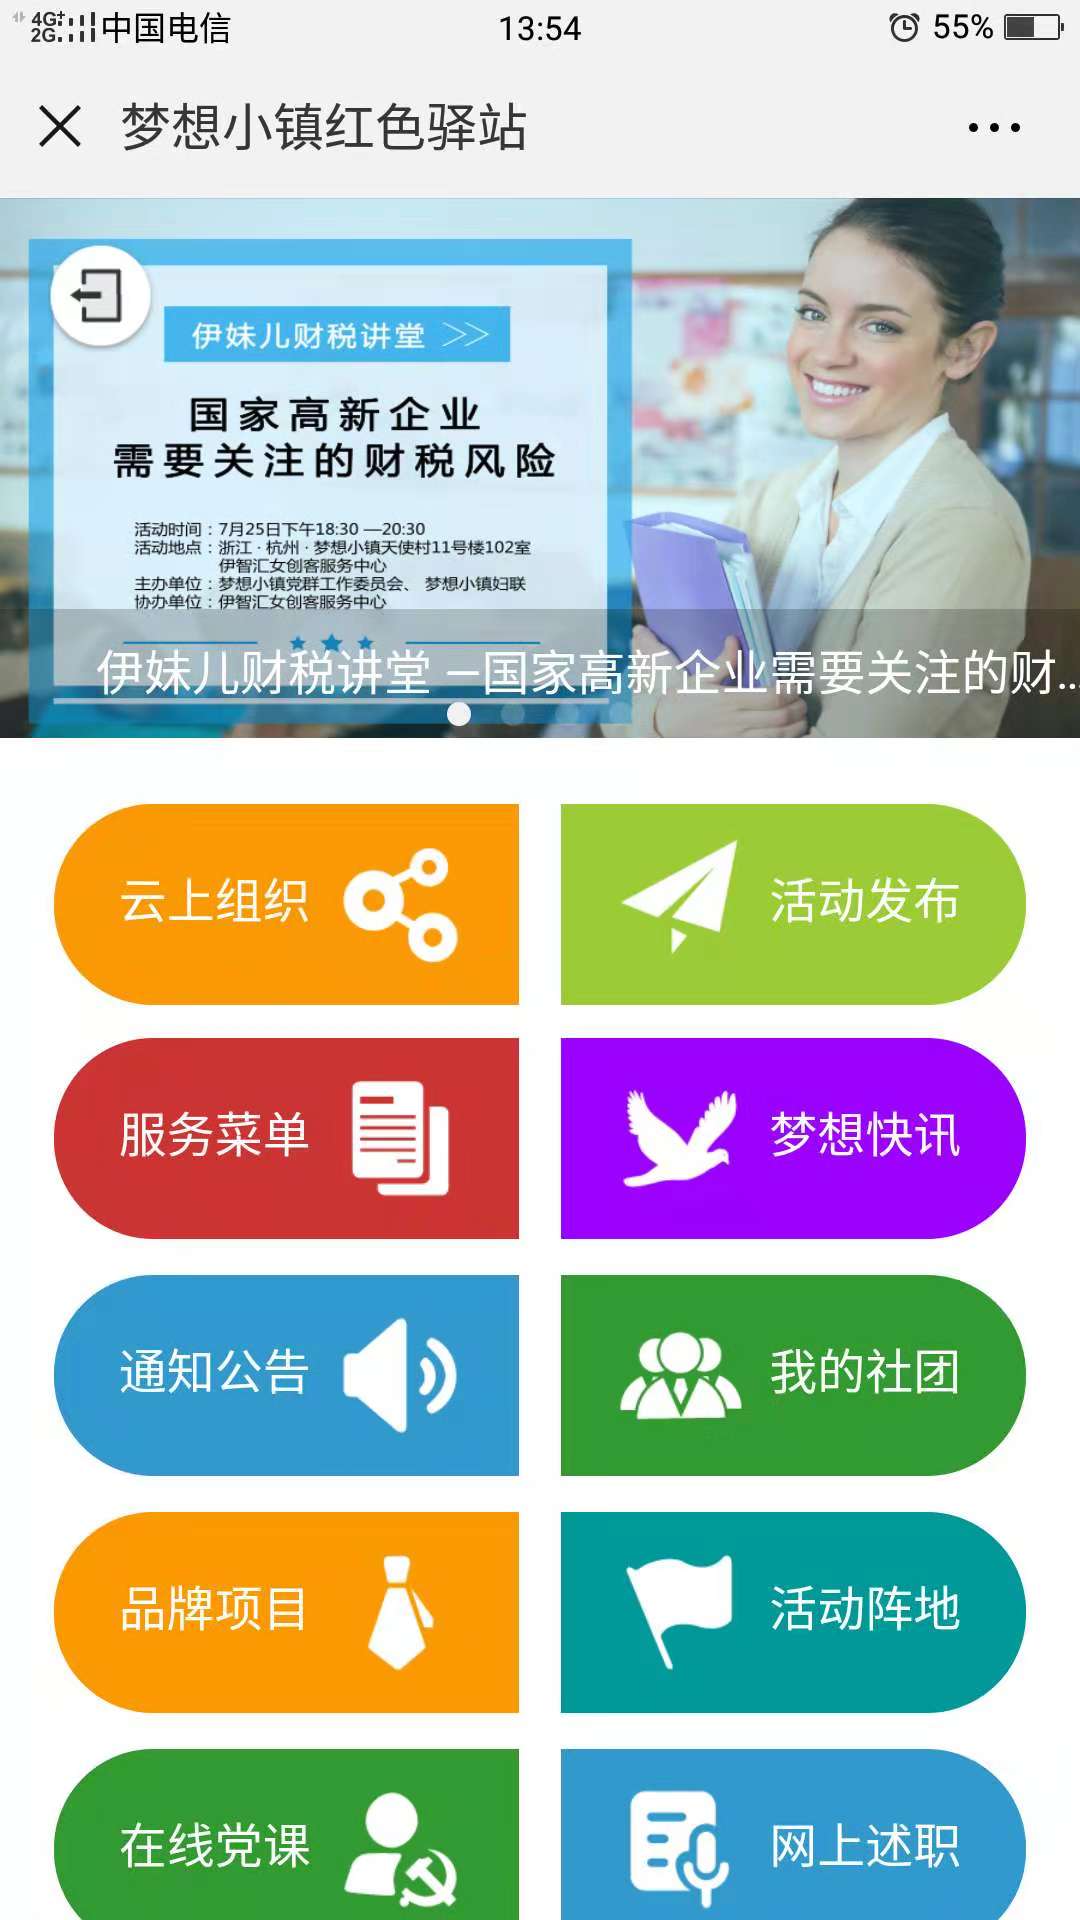 4G+
2G
中国电信
13:54
55%
梦想小镇红色驿站
伊妹儿财税讲堂 >>
国家高新企业
需要关注的财税风险
活动时间：7月25日下午18:30 —20:30
活动地点：浙江·杭州·梦想小镇天使村11号楼102室
伊智汇女创客服务中心
主办单位：梦想小镇党群工作委员会、 梦想小镇妇联
协办单位：伊智汇女创客服务中心
伊妹儿财税讲堂 –国家高新企业需要关注的财...
云上组织
活动发布
服务菜单
梦想快讯
通知公告
我的社团
品牌项目
活动阵地
在线党课
网上述职